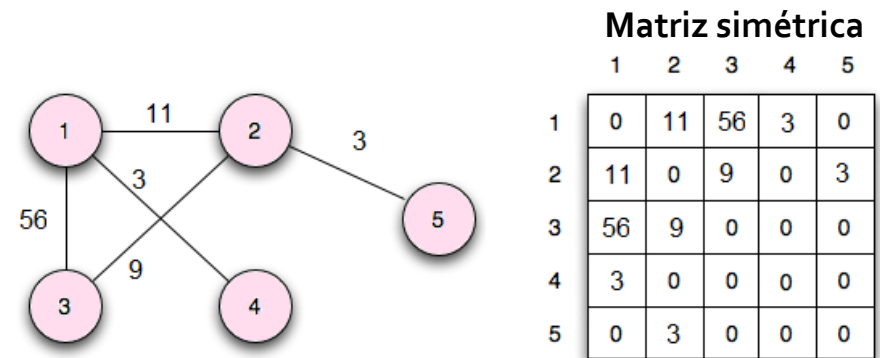 Matriz simétrica
1 2 3 4 5
1 0 11 56 3 0
2 11 0 9 0 3
3 56 9 0 0 0
4 3 0 0 0 0
5 0 3 0 0 0
1 11 2
3
3
56
5
9
3 4